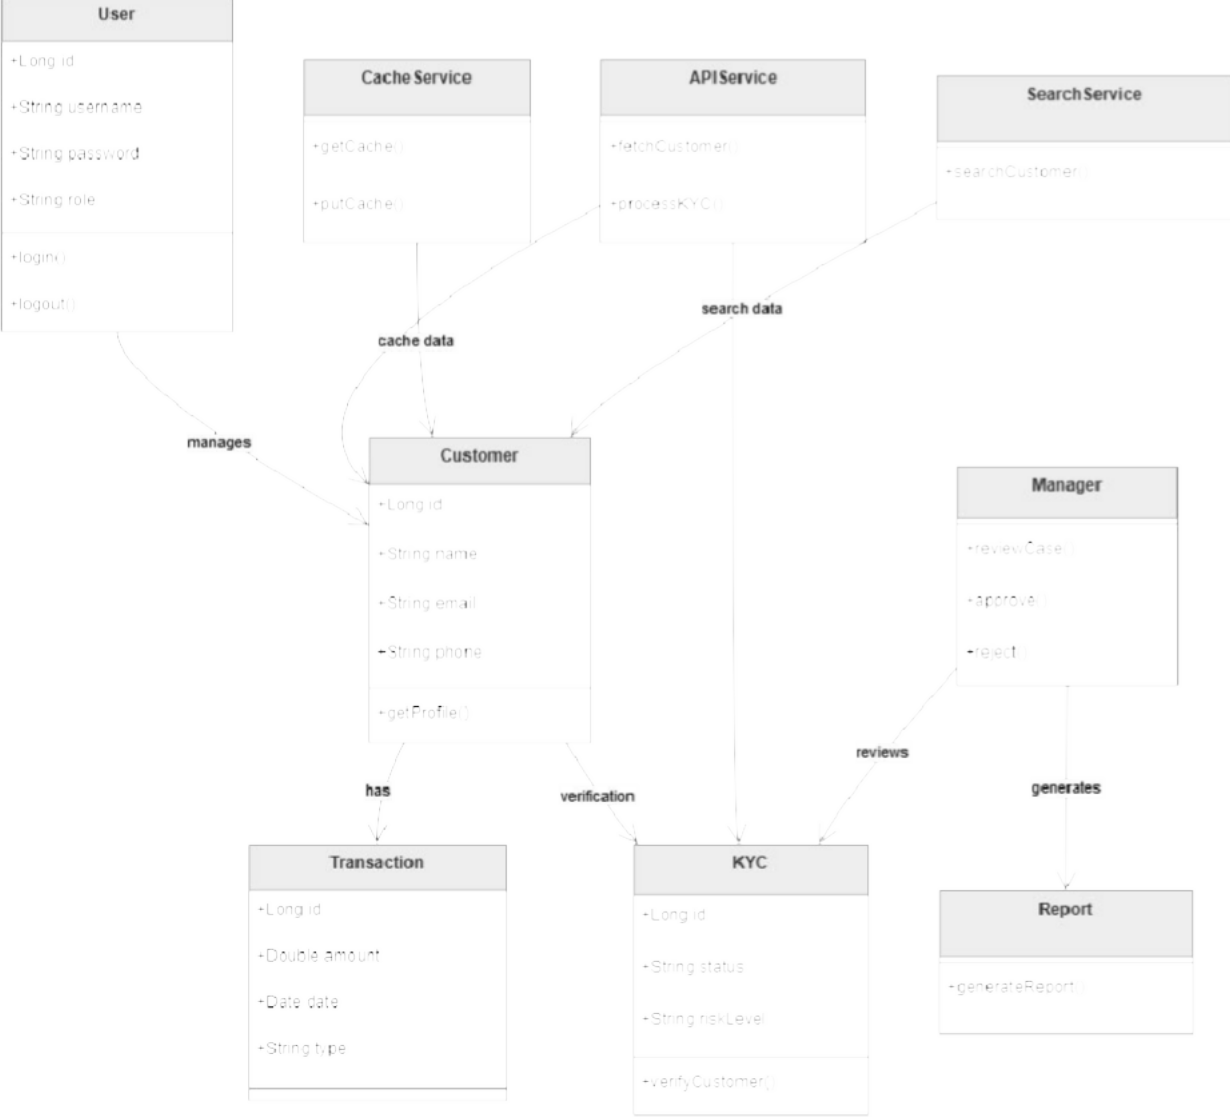 User
+Long id
+String username
+String password
+String role
+login()
+logout()
CacheService
+getCache()
+putCache()
APIService
+fetchCustomer()
+processKYC()
SearchService
+searchCustomer()
search data
cache data
manages
Customer
+Long id
+String name
+String email
+String phone
+getProfile()
Manager
+reviewCase()
+approve()
+reject()
has
verification
reviews
generates
Transaction
+Long id
+Double amount
+Date date
+String type
KYC
+Long id
+String status
+String riskLevel
+verifyCustomer()
Report
+generateReport()